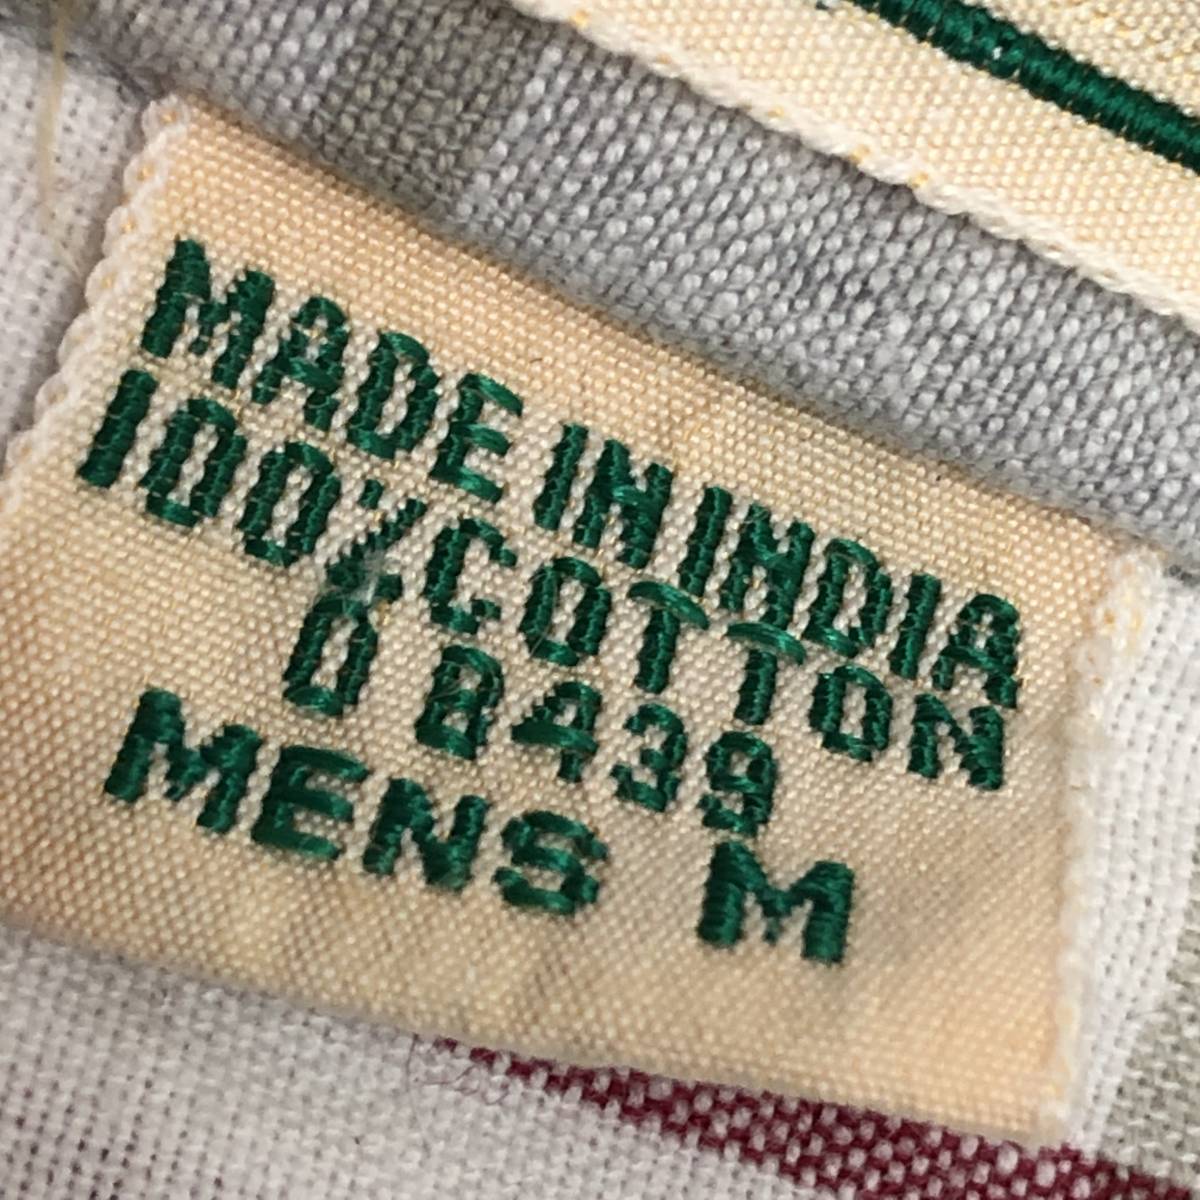 MADE IN INDIA
100% COTTON
0 8439
MENS M